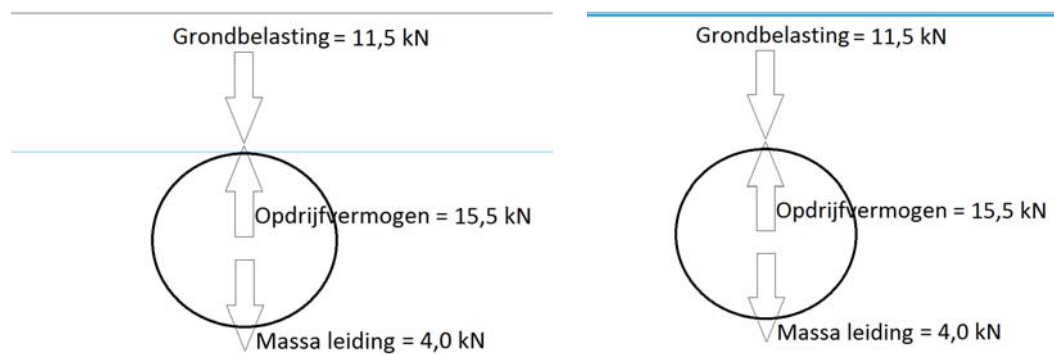 Grondbelasting = 11,5 kN
Opdrijfvermogen = 15,5 kN
Massa leiding = 4,0 kN
Grondbelasting = 11,5 kN
Opdrijfvermogen = 15,5 kN
Massa leiding = 4,0 kN